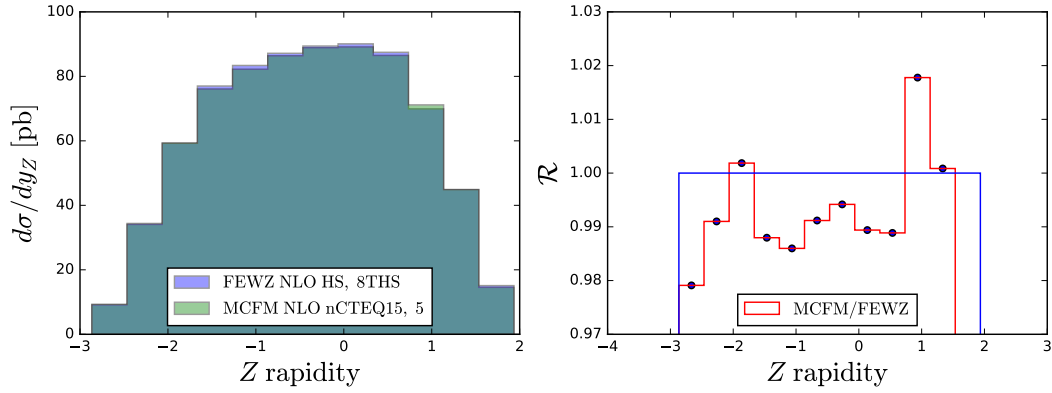 100
80
60
40
20
0
dσ/dy_Z [pb]
FEWZ NLO HS, 8THS
MCFM NLO nCTEQ15, 5
−3 −2 −1 0 1 2
Z rapidity
1.03
1.02
1.01
1.00
0.99
0.98
0.97
ℛ
MCFM/FEWZ
−4 −3 −2 −1 0 1 2 3
Z rapidity